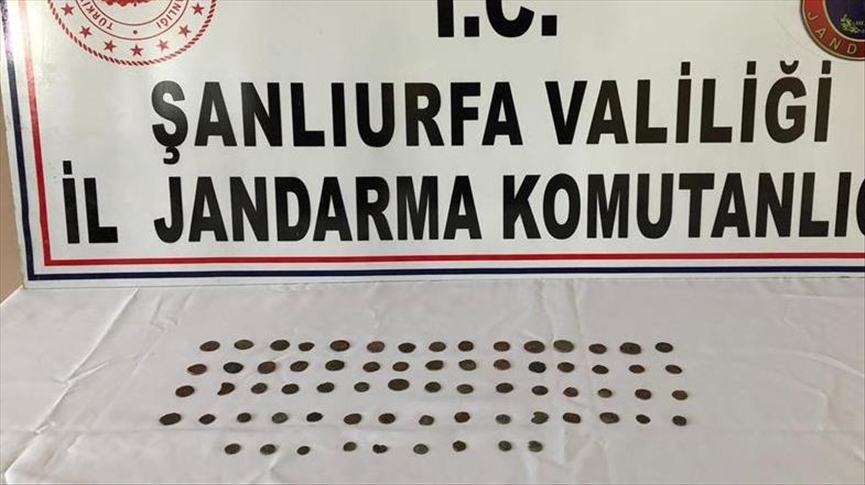 T.C.
ŞANLIURFA VALİLİĞİ
İL JANDARMA KOMUTANLIĞ